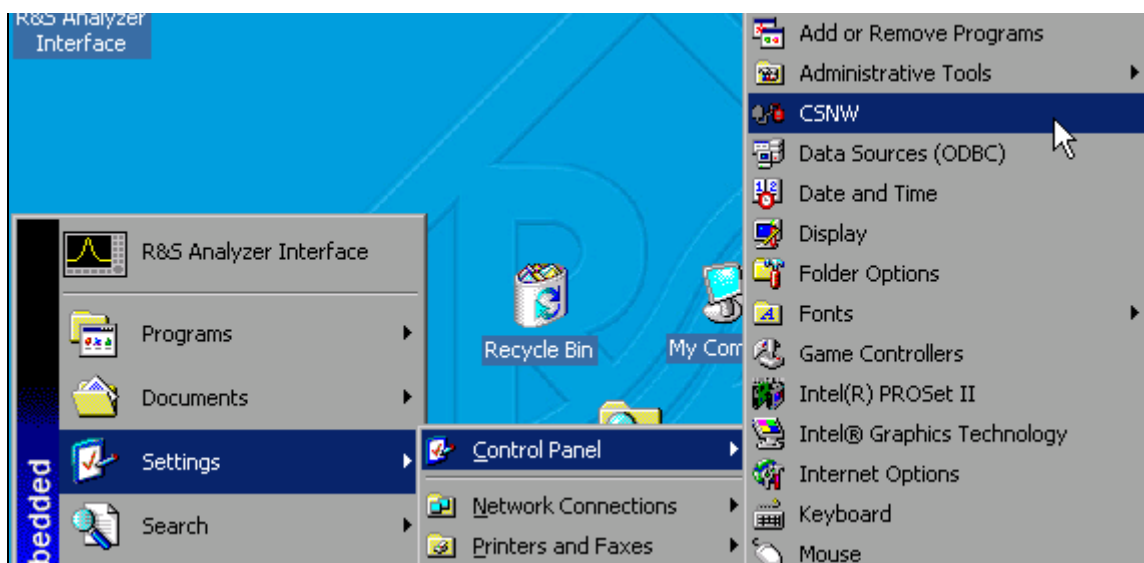 R&S Analyzer
Interface
R&S Analyzer Interface
Programs
Documents
Settings
Search
bedded
Recycle Bin
My Com
Control Panel
Network Connections
Printers and Faxes
Add or Remove Programs
Administrative Tools
CSNW
Data Sources (ODBC)
Date and Time
Display
Folder Options
Fonts
Game Controllers
Intel(R) PROSet II
Intel® Graphics Technology
Internet Options
Keyboard
Mouse